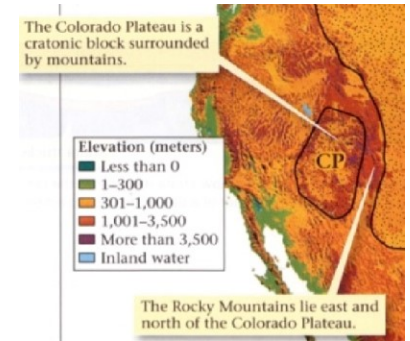 The Colorado Plateau is a
cratonic block surrounded
by mountains.
Elevation (meters)
Less than 0
1–300
301–1,000
1,001–3,500
More than 3,500
Inland water
CP
The Rocky Mountains lie east and
north of the Colorado Plateau.